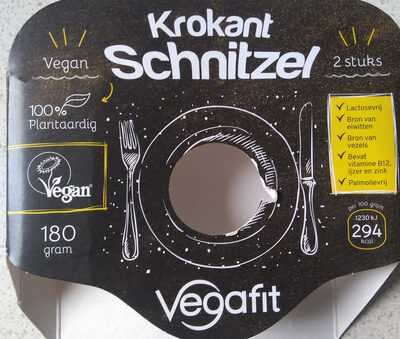 Krokant
Schnitzel
Vegan
2 stuks
100%
Plantaardig
Vegan
180
gram
✓ Lactosevrij
✓ Bron van
eiwitten
✓ Bron van
vezels
✓ Bevat
vitamine B12,
ijzer en zink
✓ Palmolievrij
per 100 gram
1230 kJ
294
kcal
Vegafit